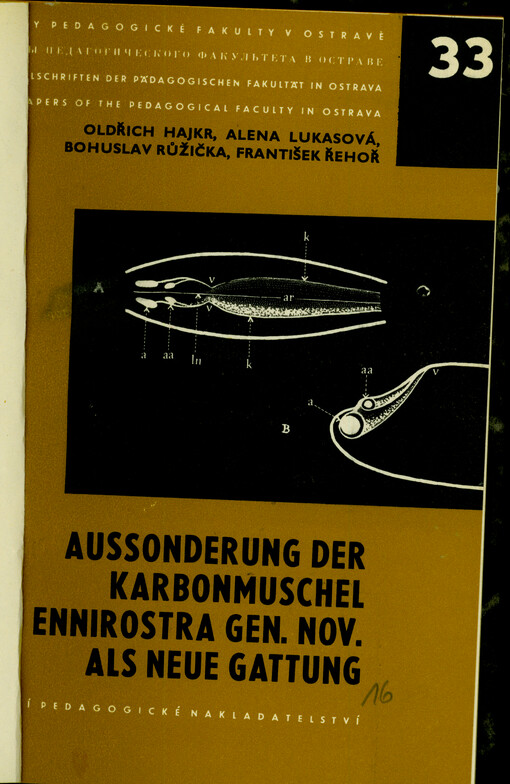 Y PEDAGOGICKÉ FAKULTY V OSTRAVĚ
Ы ПЕДАГОГИЧЕСКОГО ФАКУЛЬТЕТА В ОСТРАВЕ
LSCHRIFTEN DER PÄDAGOGISCHEN FAKULTÄT IN OSTRAVA
APERS OF THE PEDAGOGICAL FACULTY IN OSTRAVA
33
OLDŘICH HAJKR, ALENA LUKASOVÁ,
BOHUSLAV RŮŽIČKA, FRANTIŠEK ŘEHOŘ
k
A
v
ar
v
a aa ln k
aa
v
a
B
AUSSONDERUNG DER
KARBONMUSCHEL
ENNIROSTRA GEN. NOV.
ALS NEUE GATTUNG
16
Í PEDAGOGICKÉ NAKLADATELSTVÍ